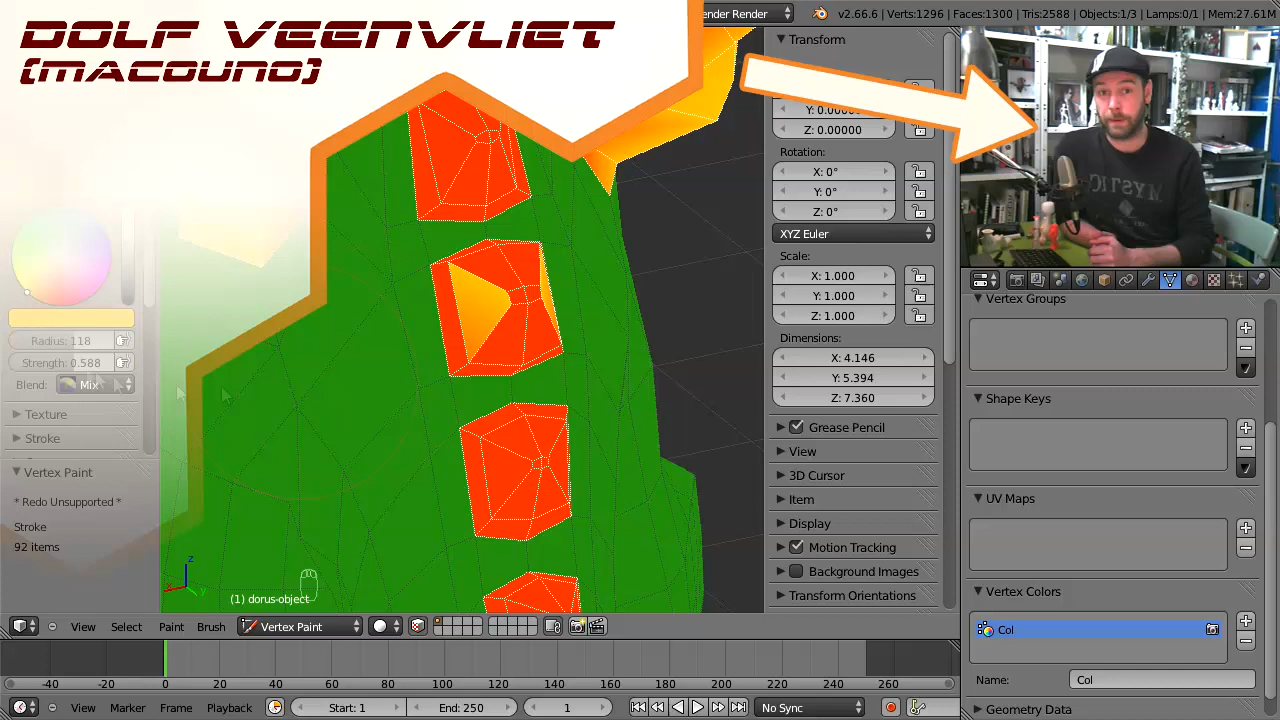 DOLF VEENVLIET
(MACOUNO)
ender Render
v2.66.6 | Verts:1296 | Faces:1300 | Tris:2588 | Objects:1/3 | Lamps:0/1 | Mem:27.61M
Radius: 118
Strength: 0.588
Blend: Mix
Texture
Stroke
Vertex Paint
* Redo Unsupported *
Stroke
92 items
(1) dorus-object
z
x
y
Transform
Y: 0.00000
Z: 0.00000
Rotation:
X: 0°
Y: 0°
Z: 0°
XYZ Euler
Scale:
X: 1.000
Y: 1.000
Z: 1.000
Dimensions:
X: 4.146
Y: 5.394
Z: 7.360
Grease Pencil
View
3D Cursor
Item
Display
Motion Tracking
Background Images
Transform Orientations
MYSTIC
Vertex Groups
Shape Keys
UV Maps
Vertex Colors
Col
Name: Col
Geometry Data
View Select Paint Brush Vertex Paint
-40 -20 0 20 40 60 80 100 120 140 160 180 200 220 240 260
View Marker Frame Playback Start: 1 End: 250 1 No Sync